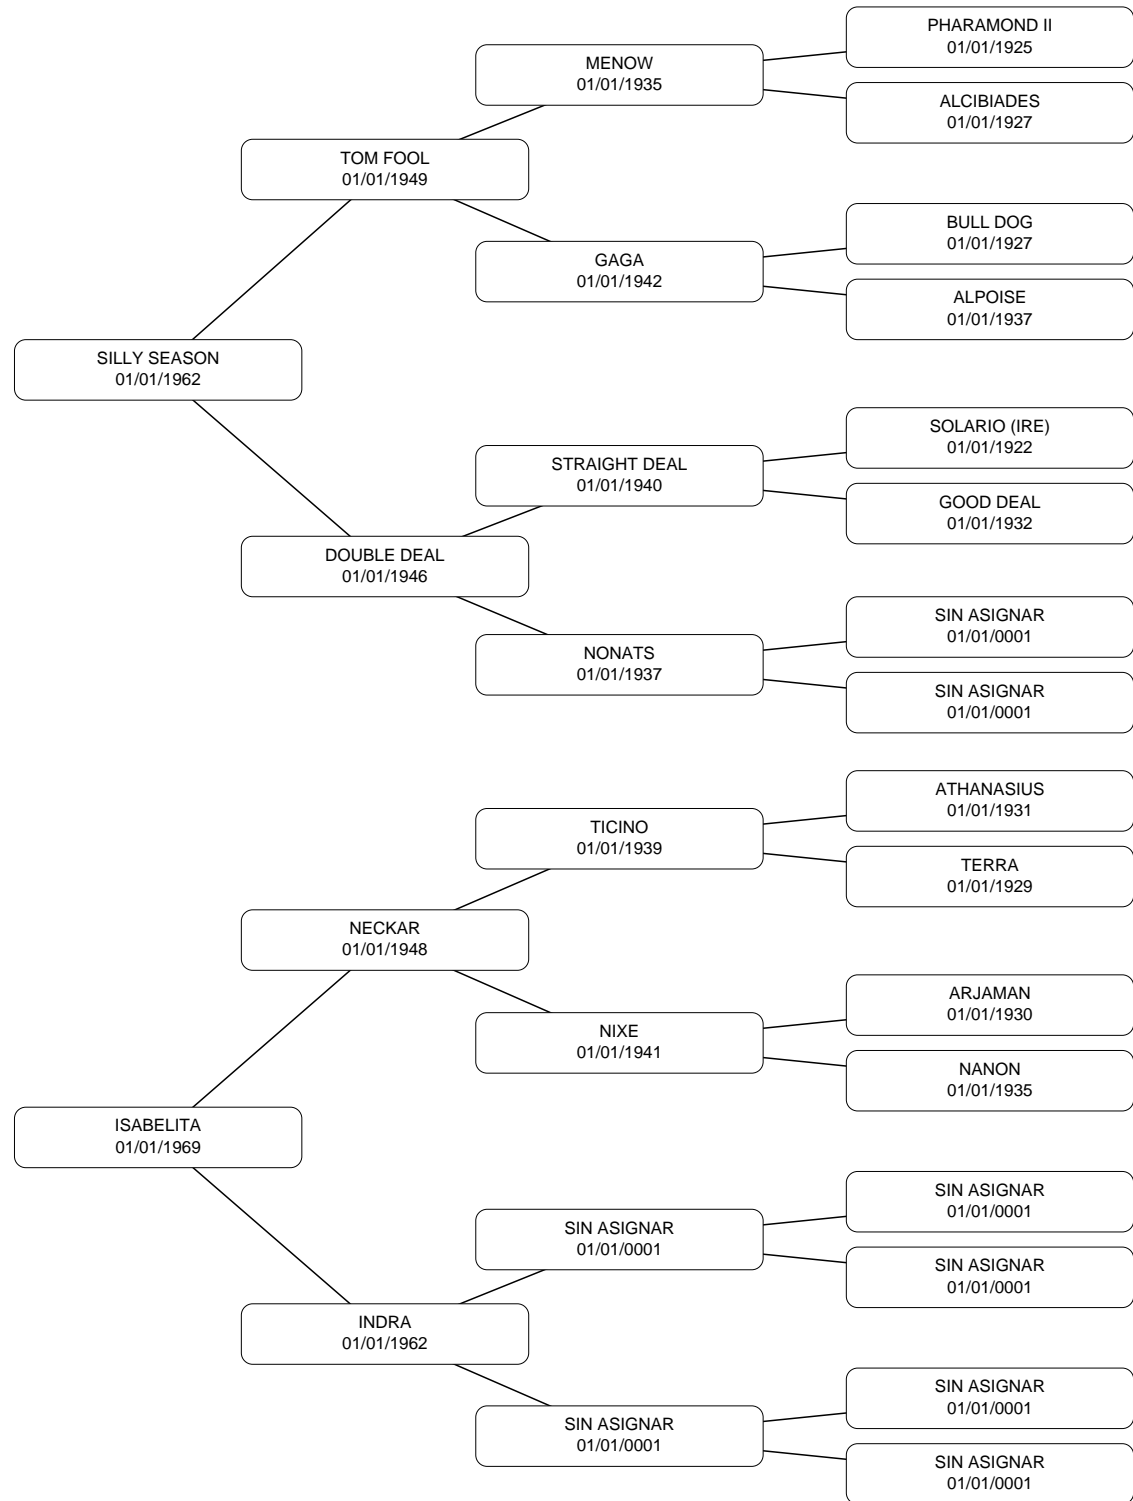 PHARAMOND II
01/01/1925
MENOW
01/01/1935
ALCIBIADES
01/01/1927
TOM FOOL
01/01/1949
BULL DOG
01/01/1927
GAGA
01/01/1942
ALPOISE
01/01/1937
SILLY SEASON
01/01/1962
SOLARIO (IRE)
01/01/1922
STRAIGHT DEAL
01/01/1940
GOOD DEAL
01/01/1932
DOUBLE DEAL
01/01/1946
SIN ASIGNAR
01/01/0001
NONATS
01/01/1937
SIN ASIGNAR
01/01/0001
ATHANASIUS
01/01/1931
TICINO
01/01/1939
TERRA
01/01/1929
NECKAR
01/01/1948
ARJAMAN
01/01/1930
NIXE
01/01/1941
NANON
01/01/1935
ISABELITA
01/01/1969
SIN ASIGNAR
01/01/0001
SIN ASIGNAR
01/01/0001
SIN ASIGNAR
01/01/0001
INDRA
01/01/1962
SIN ASIGNAR
01/01/0001
SIN ASIGNAR
01/01/0001
SIN ASIGNAR
01/01/0001